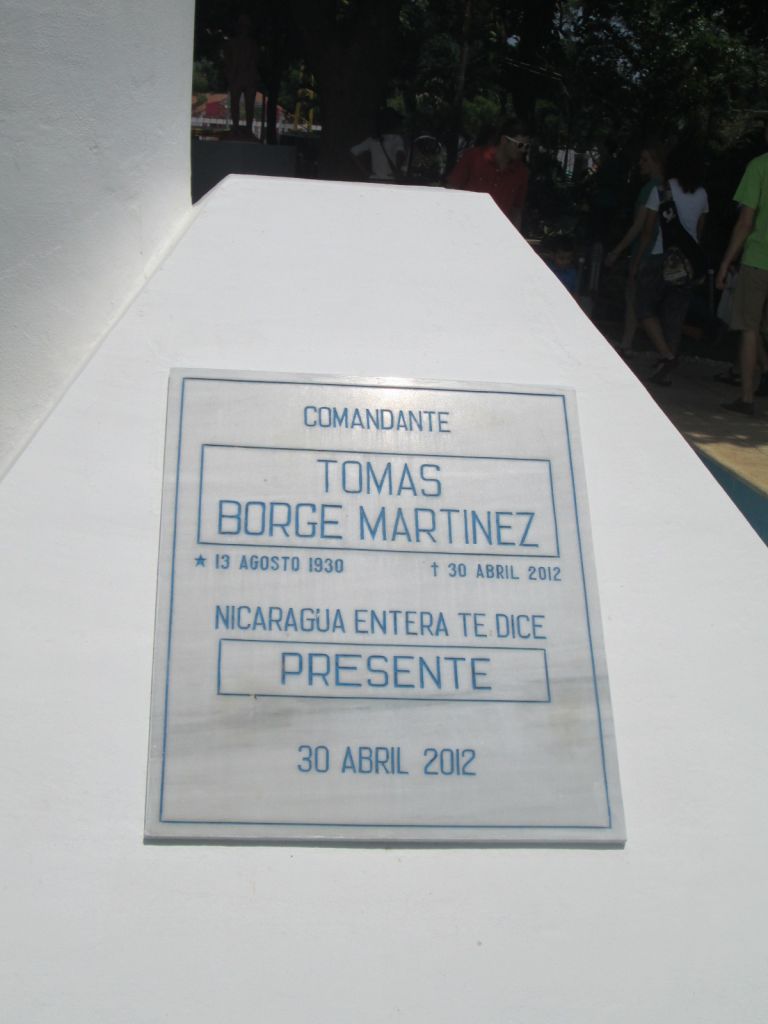 COMANDANTE
TOMAS
BORGE MARTINEZ
★ 13 AGOSTO 1930 † 30 ABRIL 2012
NICARAGUA ENTERA TE DICE
PRESENTE
30 ABRIL 2012